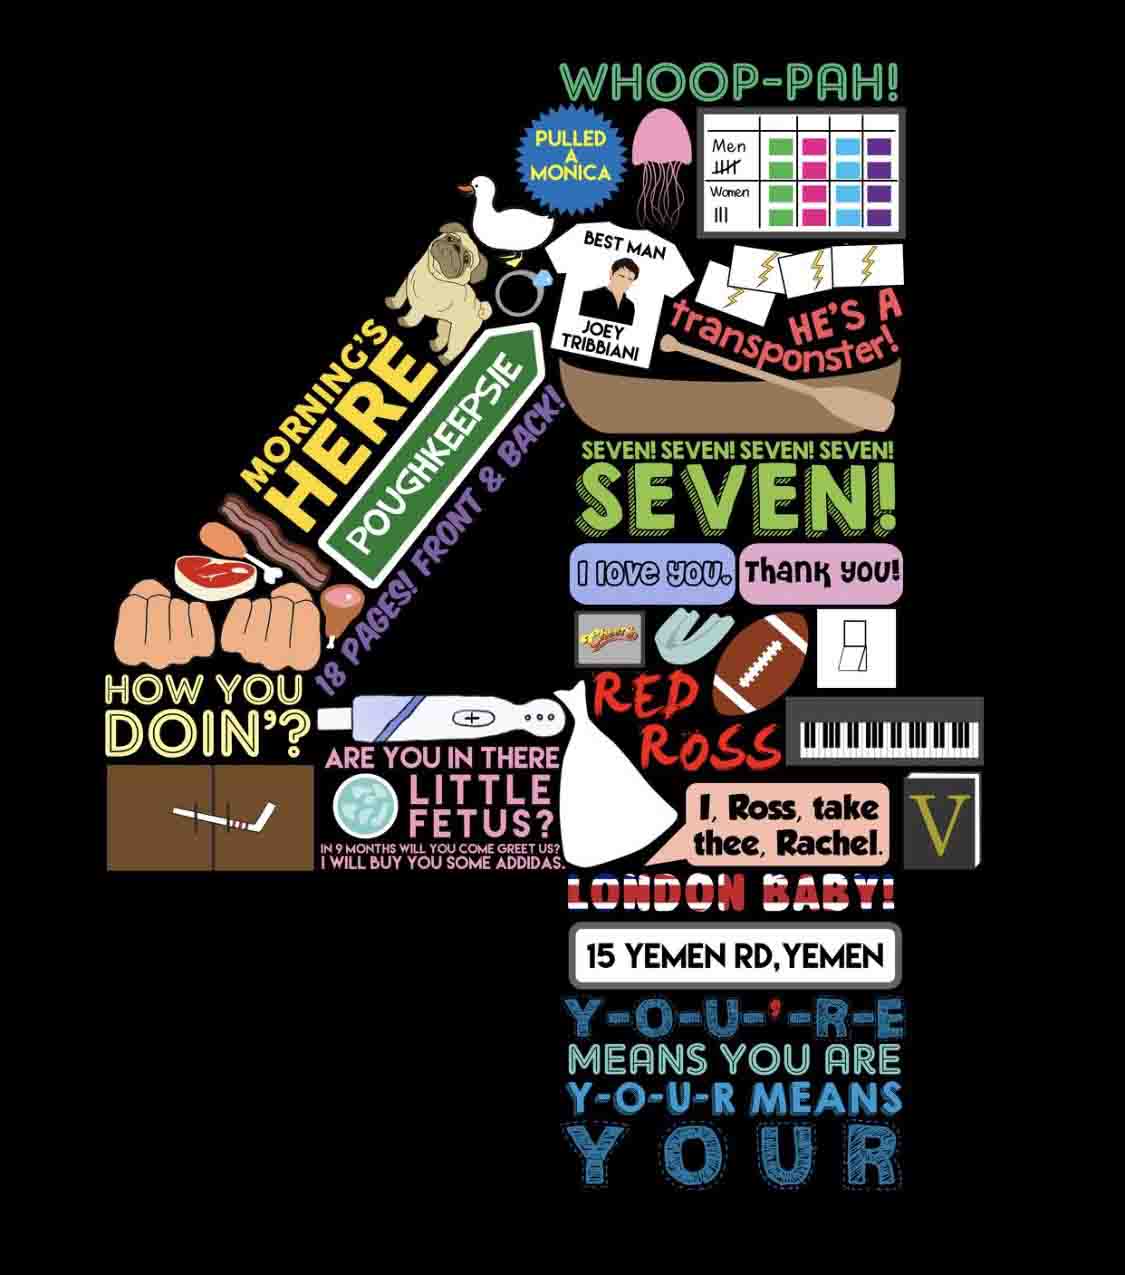 WHOOP-PAH!
PULLED
A
MONICA
Men
Women
BEST MAN
JOEY
TRIBBIANI
HE'S A
transponster!
MORNING'S
HERE
POUGHKEEPSIE
18 PAGES! FRONT & BACK!
SEVEN! SEVEN! SEVEN! SEVEN!
SEVEN!
I love you.
Thank you!
Cheers
HOW YOU
DOIN'?
RED
ROSS
ARE YOU IN THERE
LITTLE
FETUS?
IN 9 MONTHS WILL YOU COME GREET US?
I WILL BUY YOU SOME ADDIDAS.
I, Ross, take
thee, Rachel.
V
LONDON BABY!
15 YEMEN RD,YEMEN
Y-O-U-'-R-E
MEANS YOU ARE
Y-O-U-R MEANS
YOUR